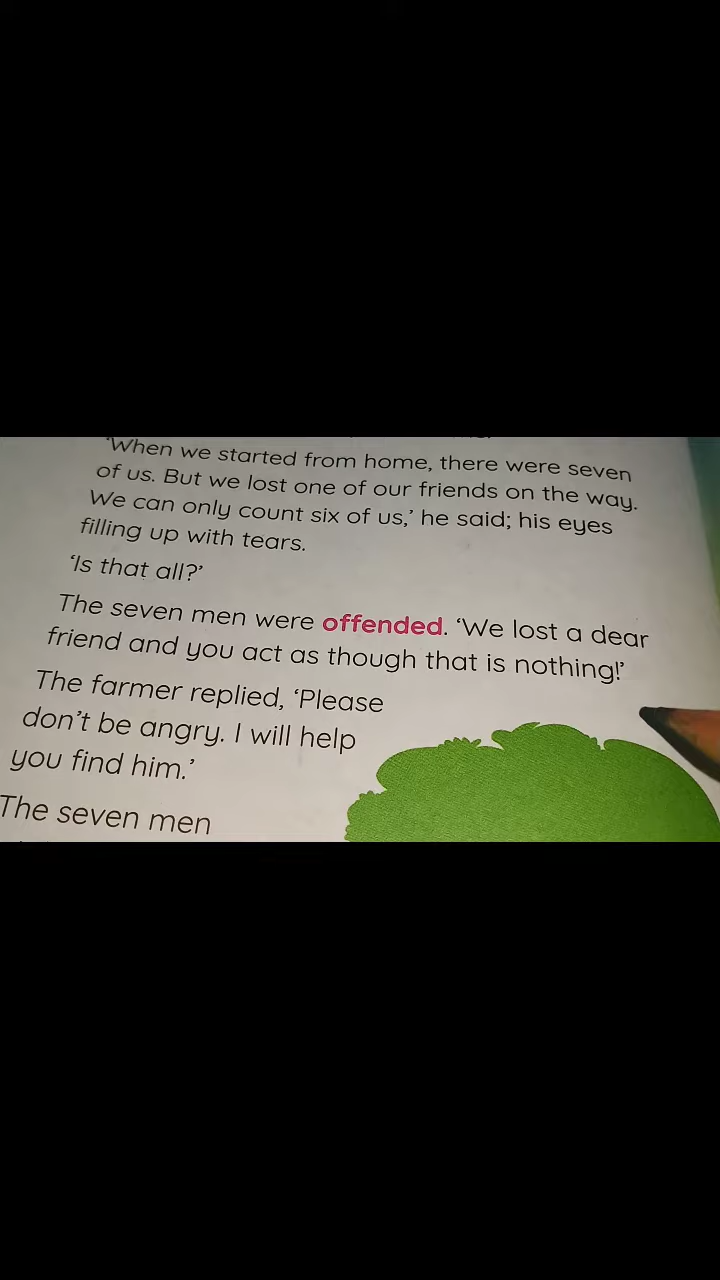 'When we started from home, there were seven
of us. But we lost one of our friends on the way.
We can only count six of us,' he said; his eyes
filling up with tears.
'Is that all?'
The seven men were offended. 'We lost a dear
friend and you act as though that is nothing!'
The farmer replied, 'Please
don't be angry. I will help
you find him.'
The seven men